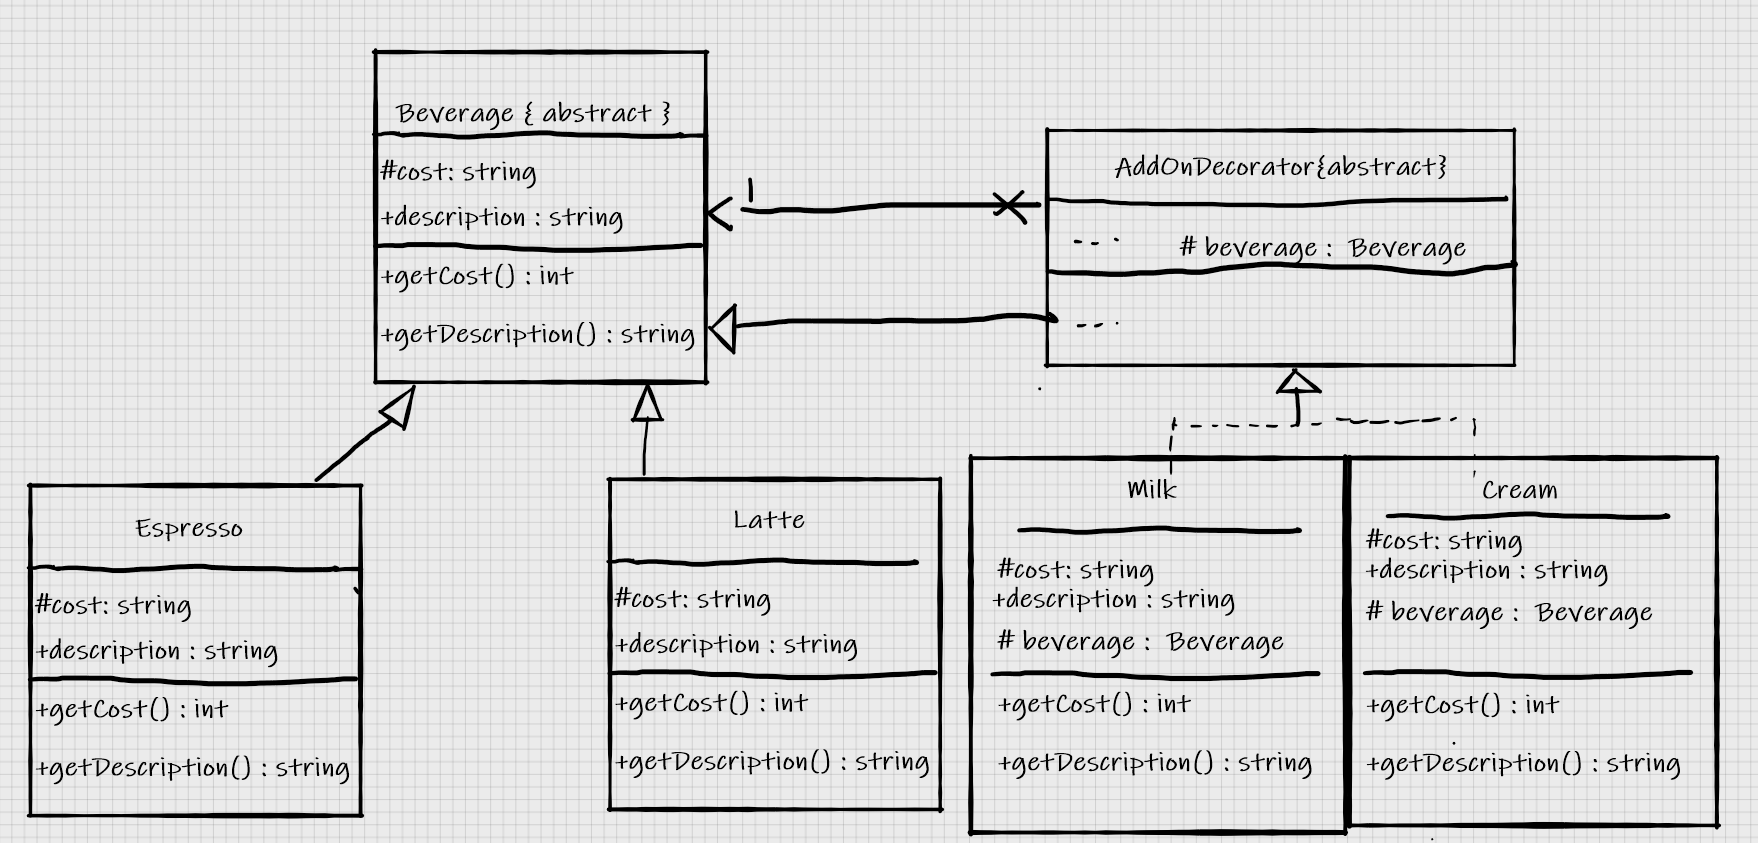 Beverage { abstract }
#cost: string
+description : string
+getCost() : int
+getDescription() : string
1
AddOnDecorator{abstract}
--- # beverage : Beverage
---
Espresso
#cost: string
+description : string
+getCost() : int
+getDescription() : string
Latte
#cost: string
+description : string
+getCost() : int
+getDescription() : string
Milk
#cost: string
+description : string
# beverage : Beverage
+getCost() : int
+getDescription() : string
Cream
#cost: string
+description : string
# beverage : Beverage
+getCost() : int
+getDescription() : string